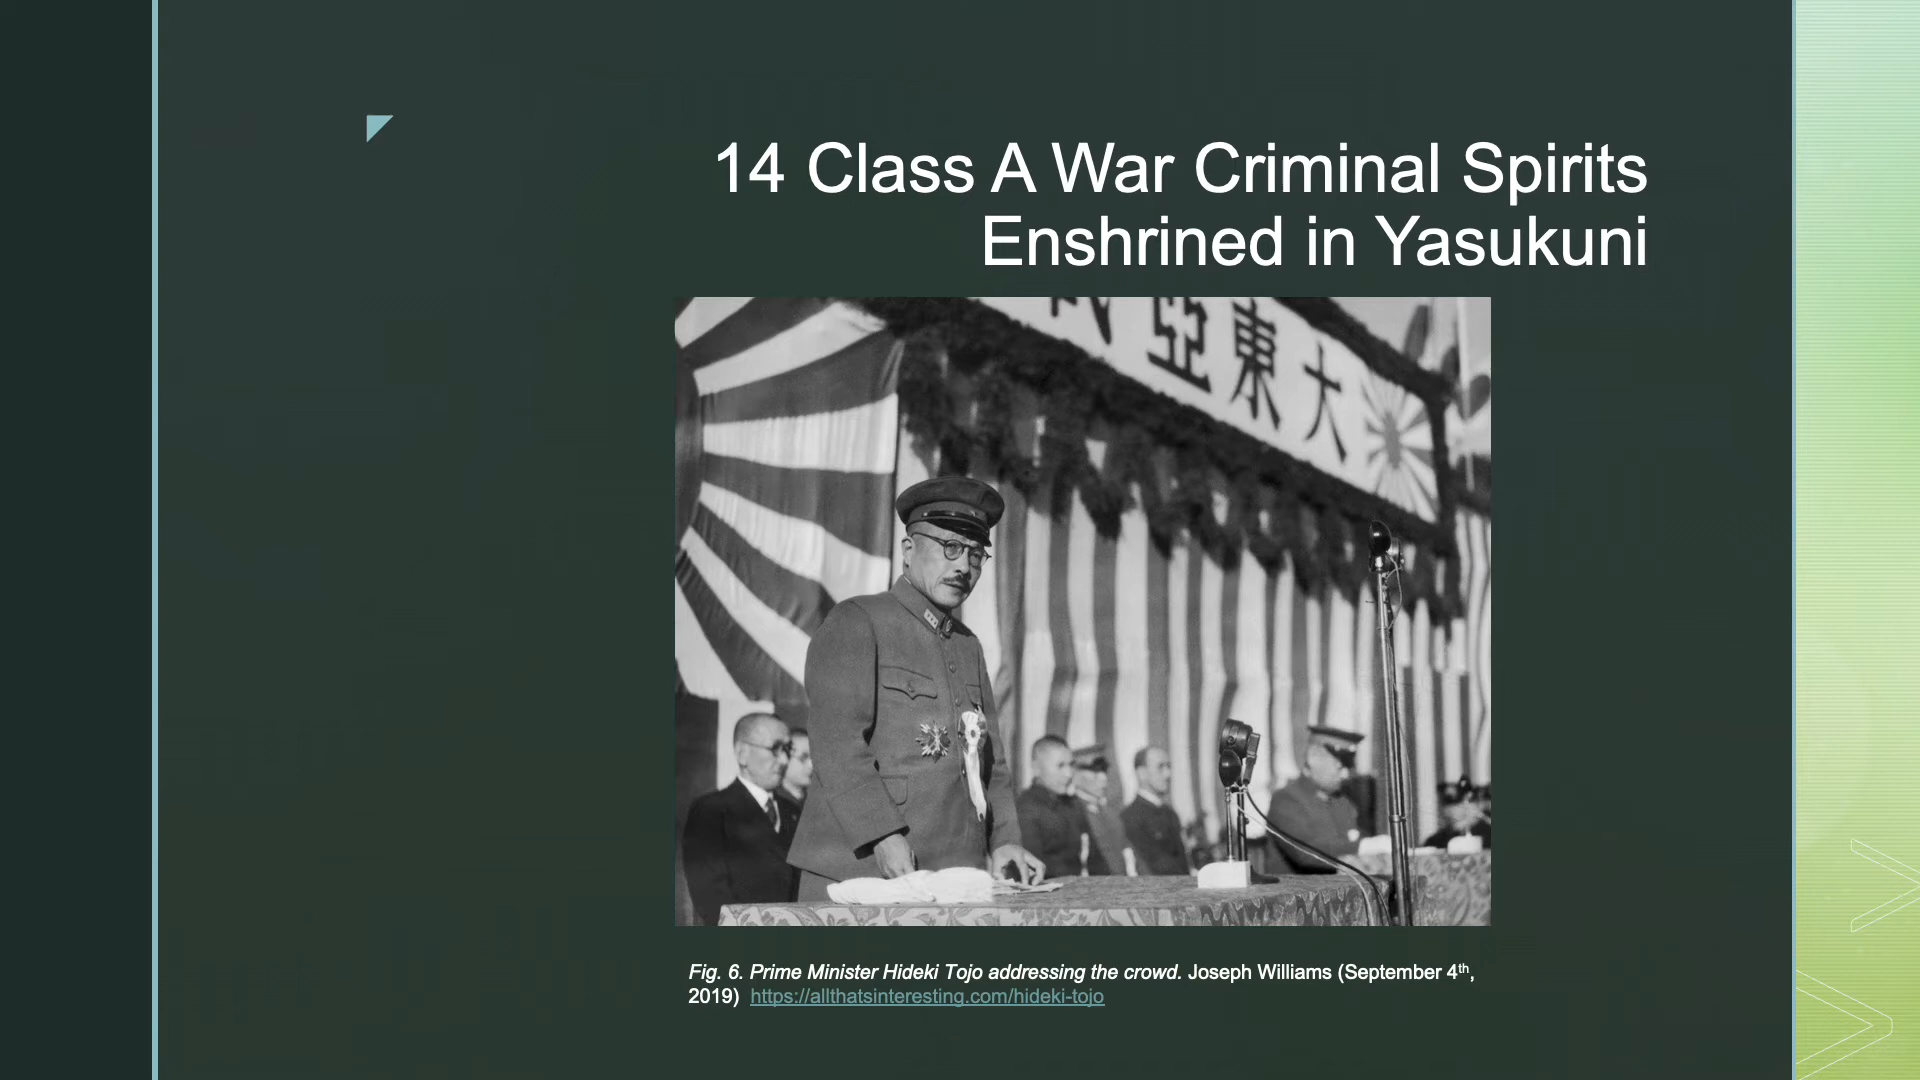 14 Class A War Criminal Spirits
Enshrined in Yasukuni
大東亞
Fig. 6. Prime Minister Hideki Tojo addressing the crowd. Joseph Williams (September 4th,
2019)  https://allthatsinteresting.com/hideki-tojo